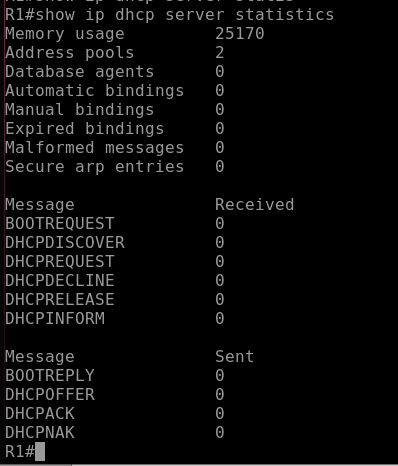 R1#show ip dhcp server statistics
Memory usage 25170
Address pools 2
Database agents 0
Automatic bindings 0
Manual bindings 0
Expired bindings 0
Malformed messages 0
Secure arp entries 0
Message Received
BOOTREQUEST 0
DHCPDISCOVER 0
DHCPREQUEST 0
DHCPDECLINE 0
DHCPRELEASE 0
DHCPINFORM 0
Message Sent
BOOTREPLY 0
DHCPOFFER 0
DHCPACK 0
DHCPNAK 0
R1#